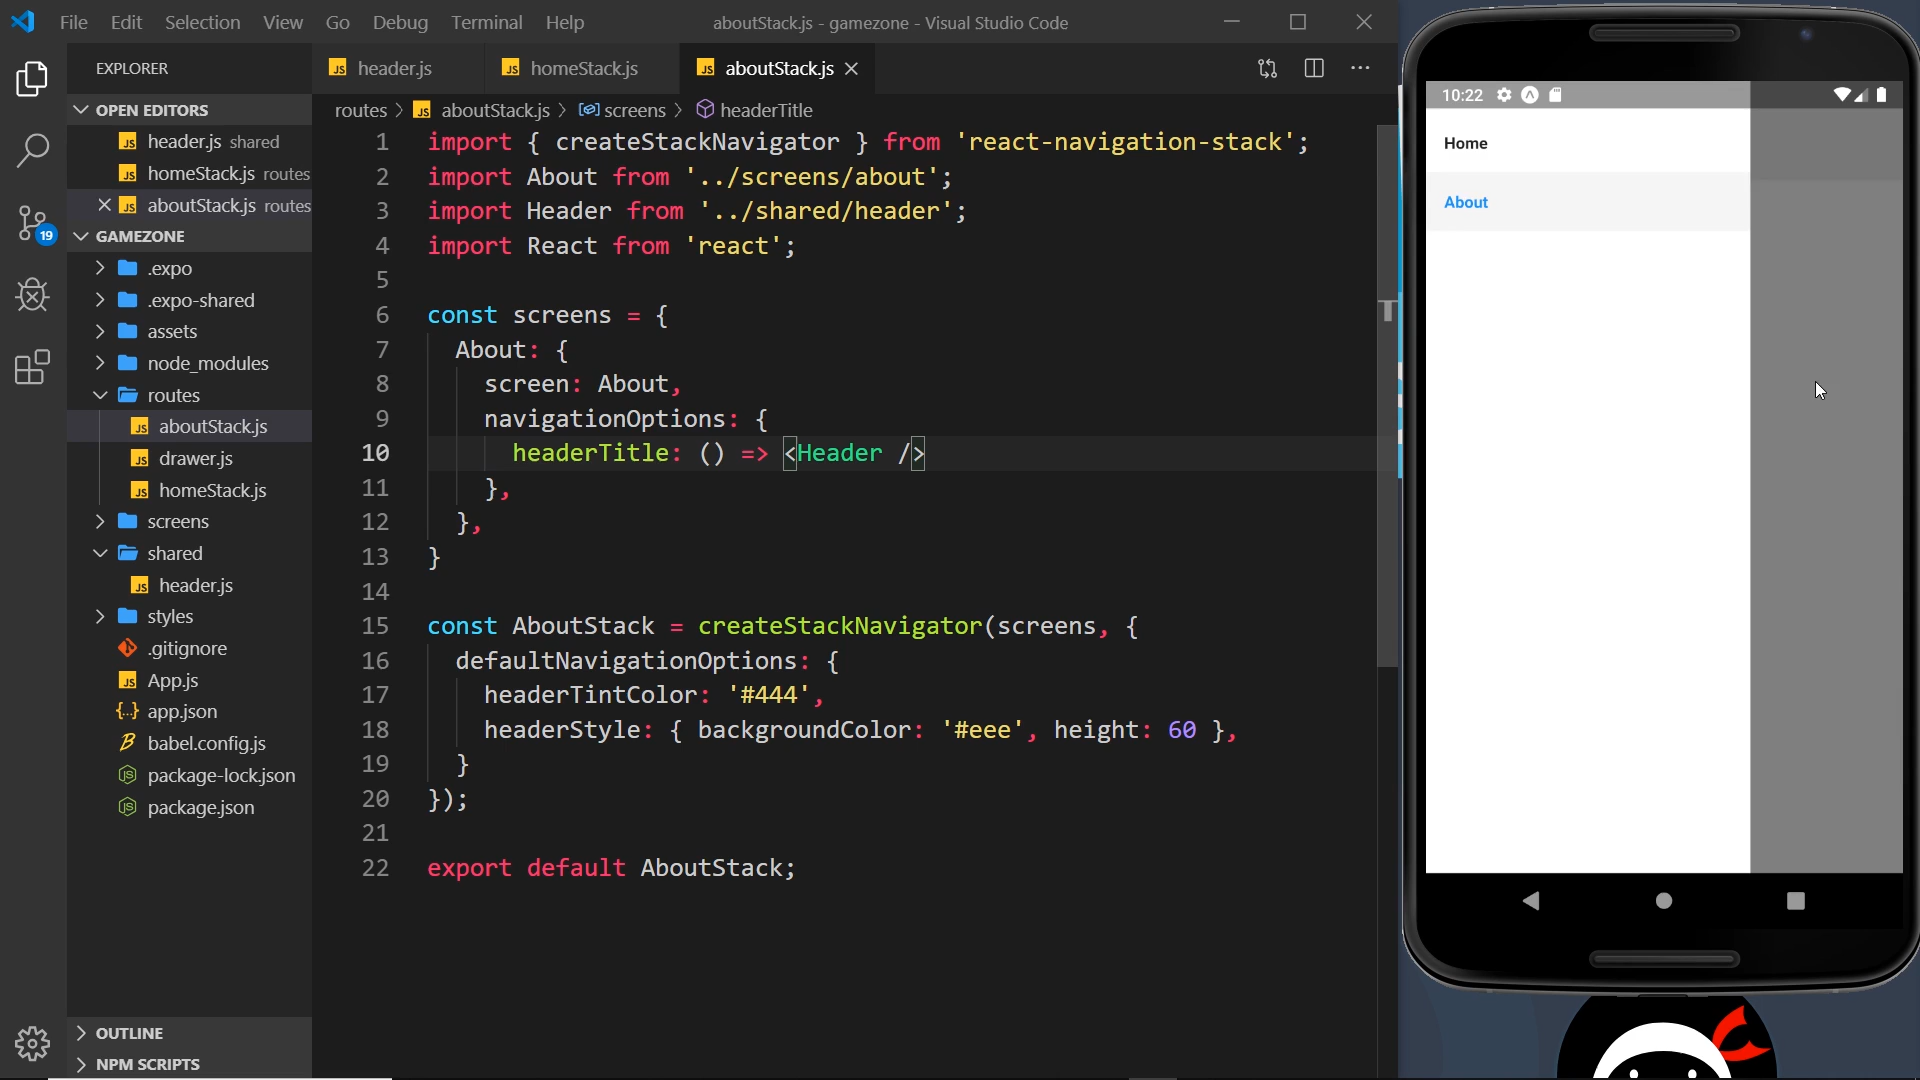 File Edit Selection View Go Debug Terminal Help
aboutStack.js - gamezone - Visual Studio Code
EXPLORER
OPEN EDITORS
header.js shared
homeStack.js routes
aboutStack.js routes
19
GAMEZONE
.expo
.expo-shared
assets
node_modules
routes
aboutStack.js
drawer.js
homeStack.js
screens
shared
header.js
styles
.gitignore
App.js
app.json
babel.config.js
package-lock.json
package.json
OUTLINE
NPM SCRIPTS
header.js homeStack.js aboutStack.js
routes > aboutStack.js > screens > headerTitle
1 import { createStackNavigator } from 'react-navigation-stack';
2 import About from '../screens/about';
3 import Header from '../shared/header';
4 import React from 'react';
5
6 const screens = {
7 About: {
8 screen: About,
9 navigationOptions: {
10 headerTitle: () => <Header />
11 },
12 },
13 }
14
15 const AboutStack = createStackNavigator(screens, {
16 defaultNavigationOptions: {
17 headerTintColor: '#444',
18 headerStyle: { backgroundColor: '#eee', height: 60 },
19 }
20 });
21
22 export default AboutStack;
10:22
Home
About